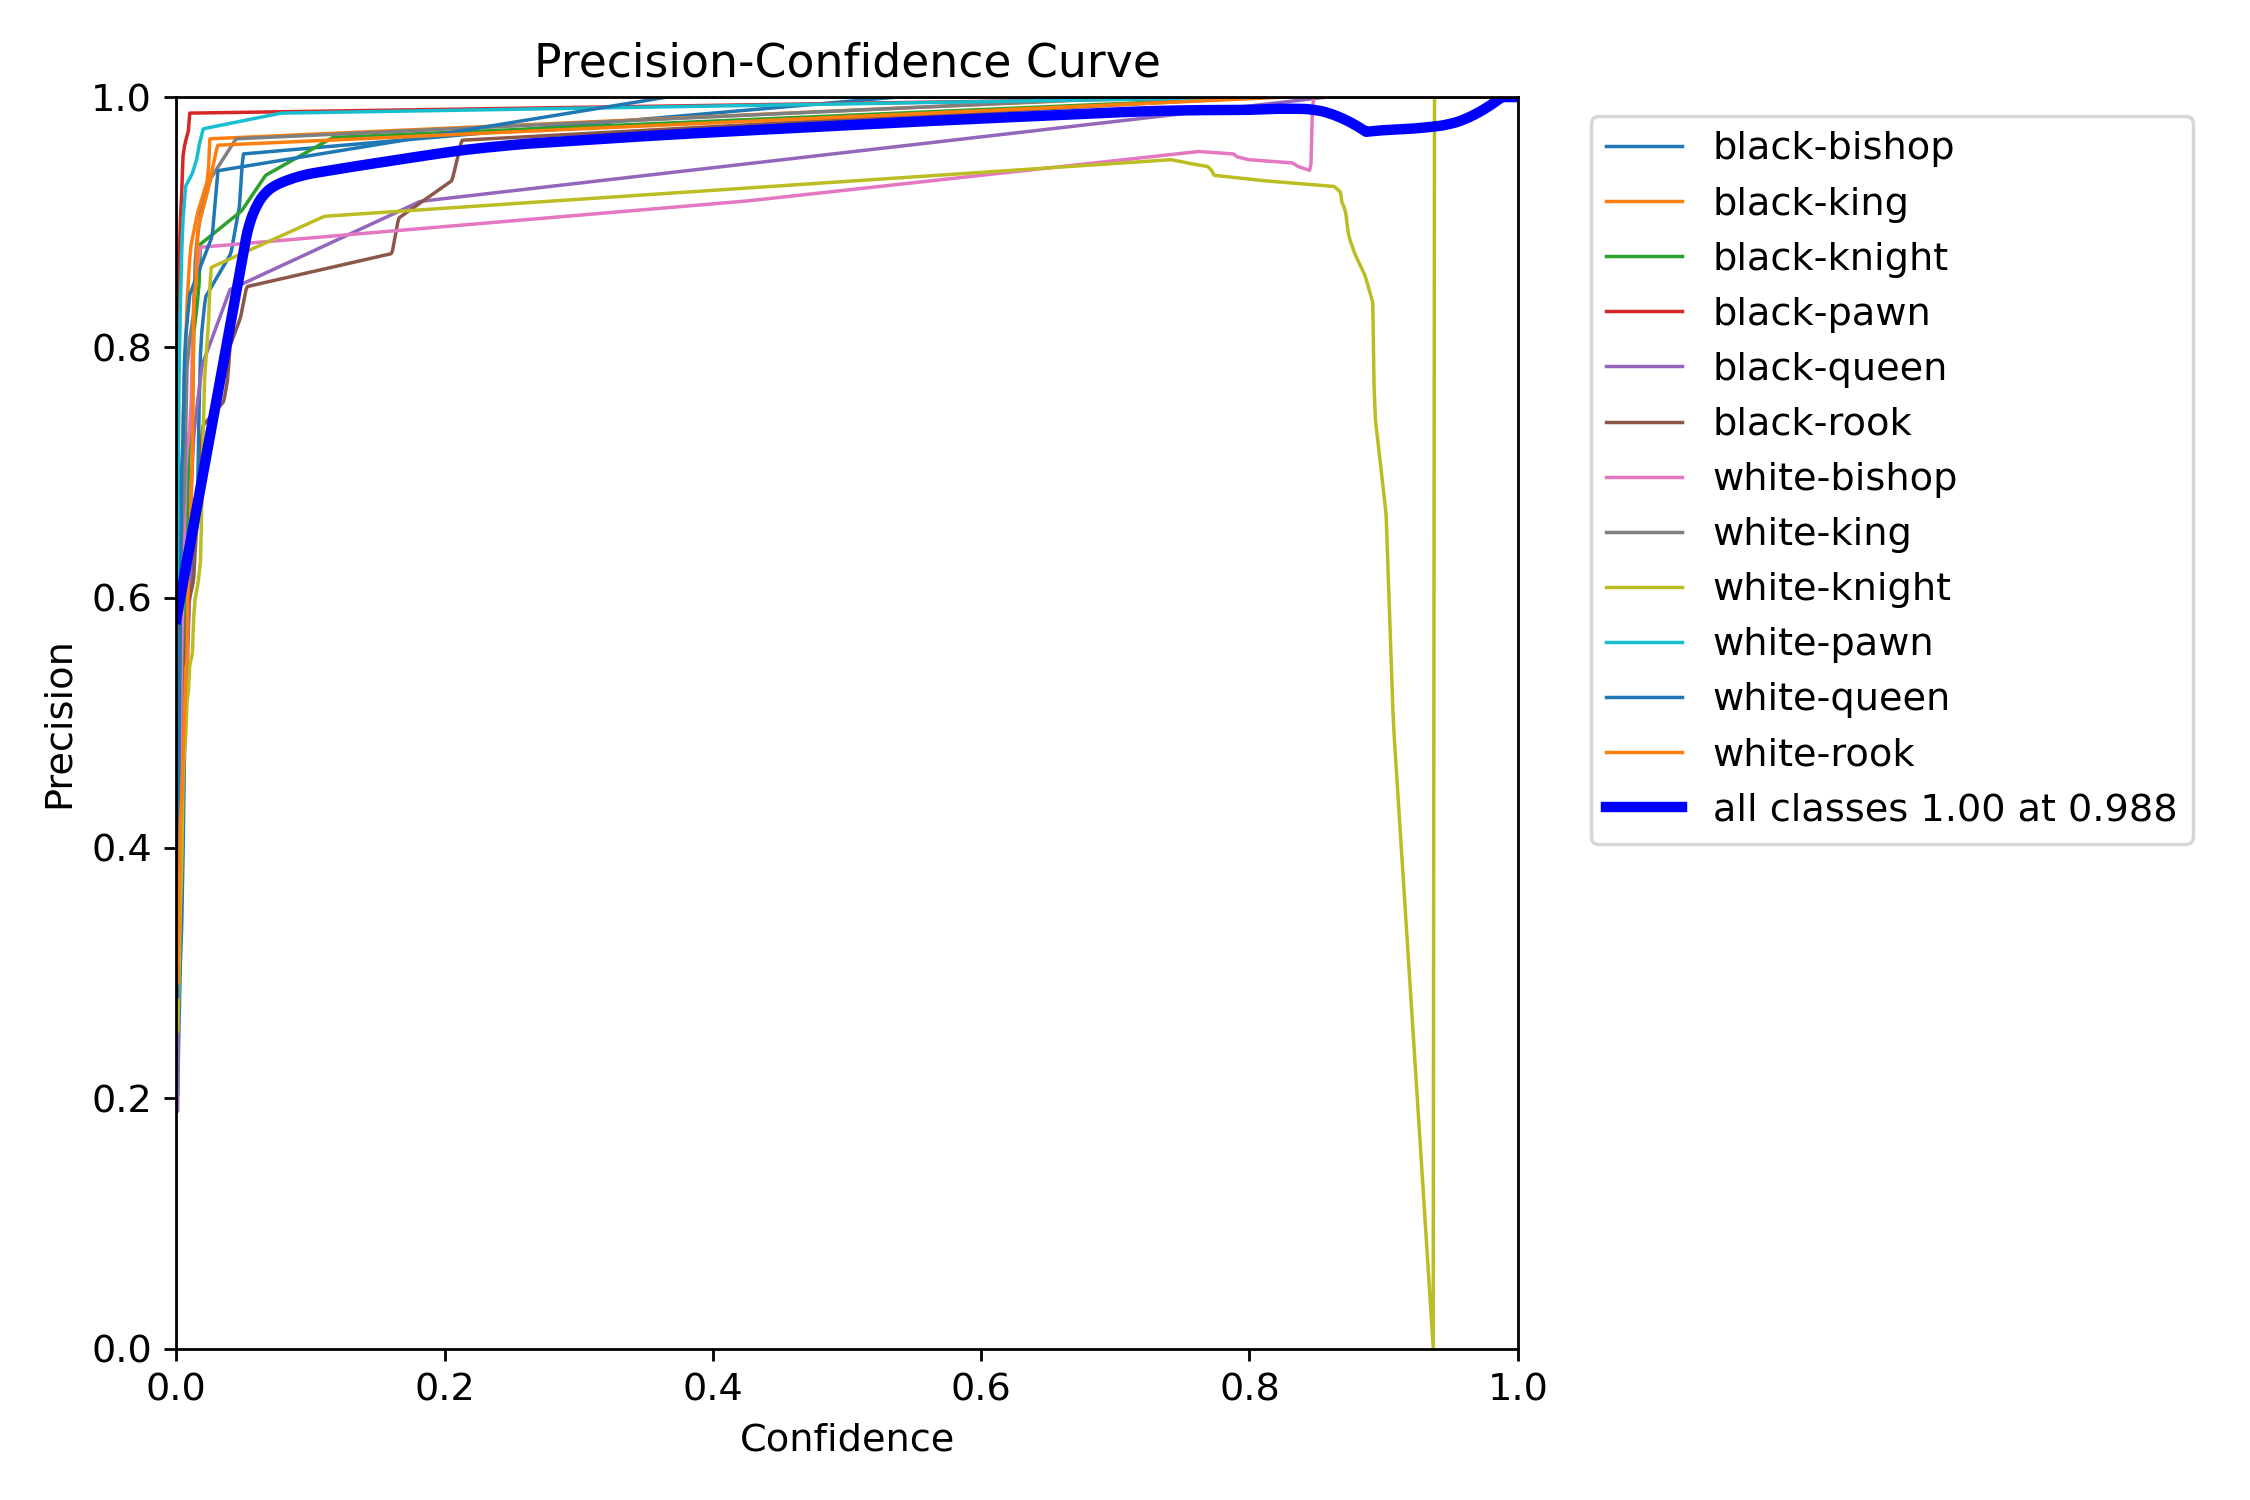 Precision-Confidence Curve
1.0
0.8
0.6
0.4
0.2
0.0
Precision
0.0 0.2 0.4 0.6 0.8 1.0
Confidence
black-bishop
black-king
black-knight
black-pawn
black-queen
black-rook
white-bishop
white-king
white-knight
white-pawn
white-queen
white-rook
all classes 1.00 at 0.988